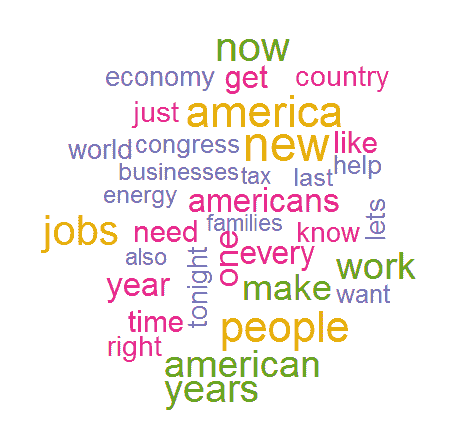 now
economy get country
just america
world congress new like
businesses tax last help
energy americans
jobs need families know lets
also one every
year tonight make work
want
time people
right
american
years